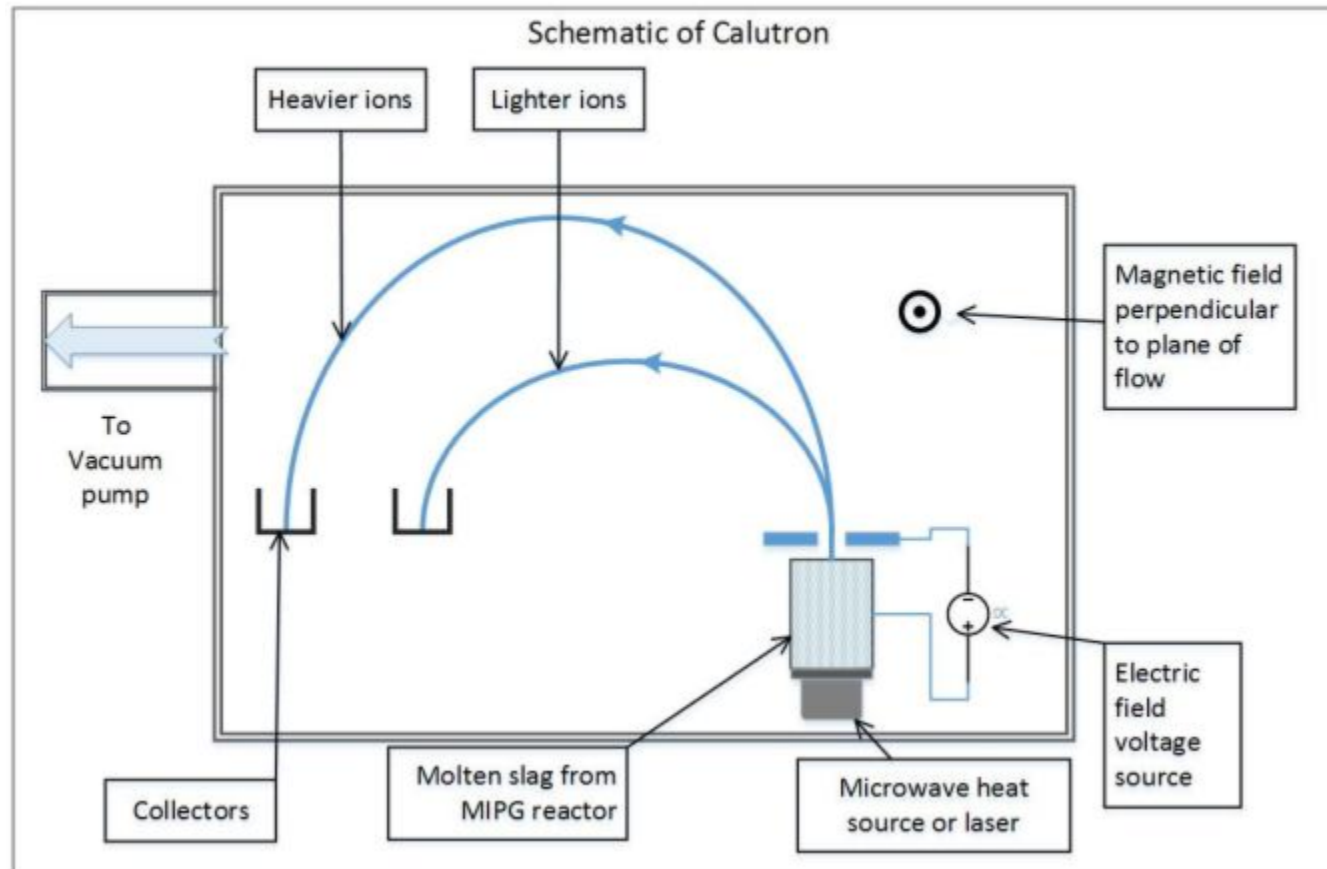 Schematic of Calutron
Heavier ions
Lighter ions
Magnetic field
perpendicular
to plane of
flow
To
Vacuum
pump
−
DC
+
Electric
field
voltage
source
Molten slag from
MIPG reactor
Microwave heat
source or laser
Collectors